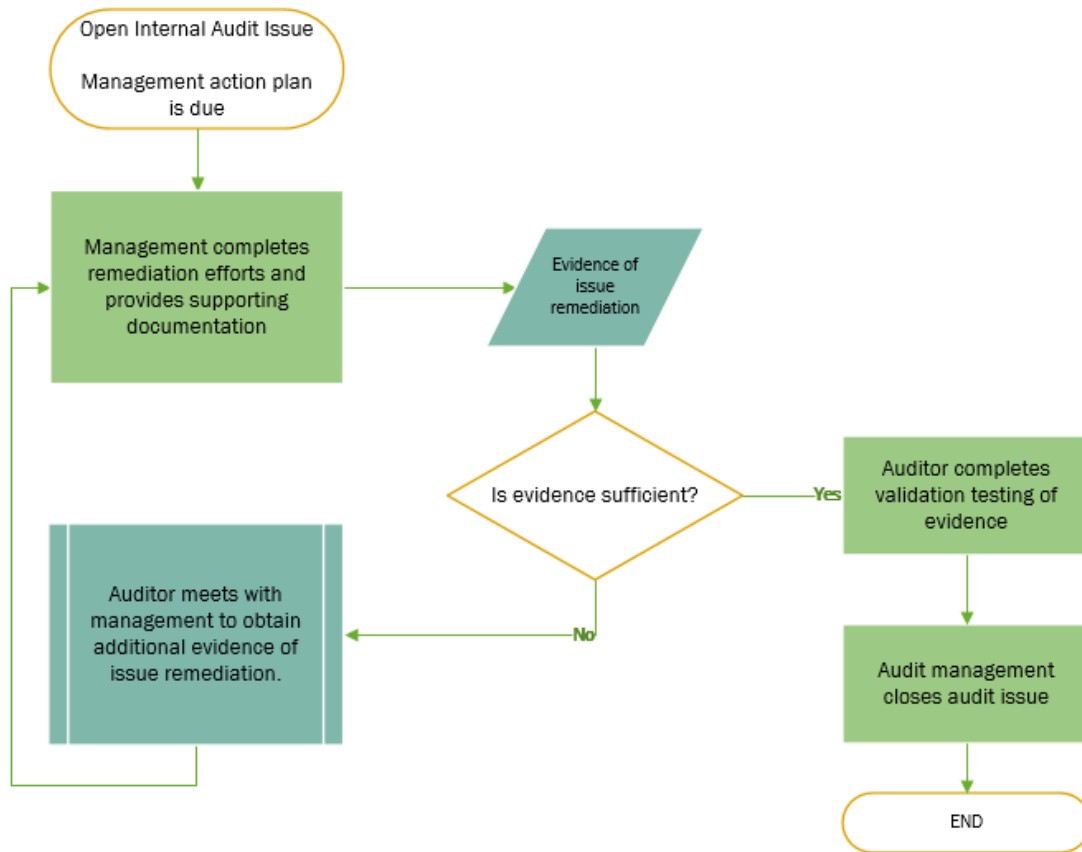 Open Internal Audit Issue
Management action plan
is due
Management completes
remediation efforts and
provides supporting
documentation
Evidence of
issue
remediation
Is evidence sufficient?
Yes
Auditor completes
validation testing of
evidence
No
Auditor meets with
management to obtain
additional evidence of
issue remediation.
Audit management
closes audit issue
END